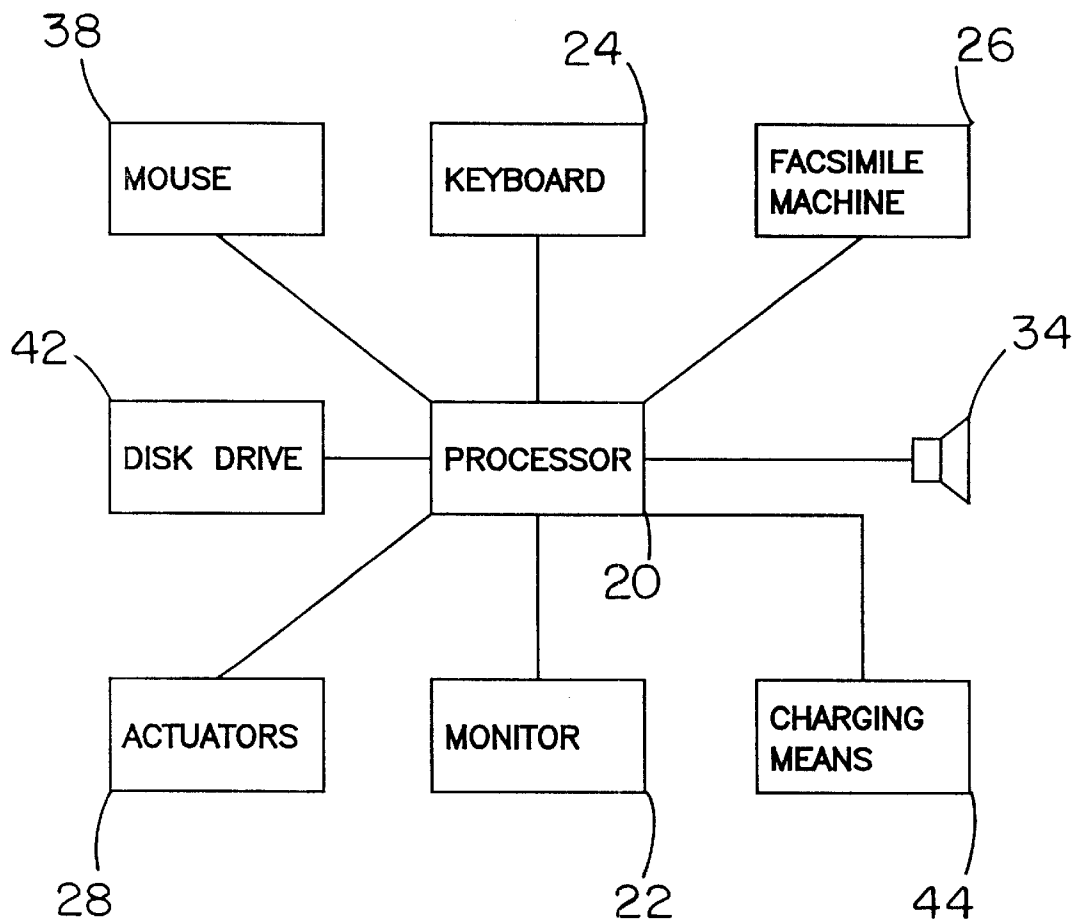 38
24
26
MOUSE
KEYBOARD
FACSIMILE
MACHINE
42
34
DISK DRIVE
PROCESSOR
20
ACTUATORS
MONITOR
CHARGING
MEANS
28
22
44